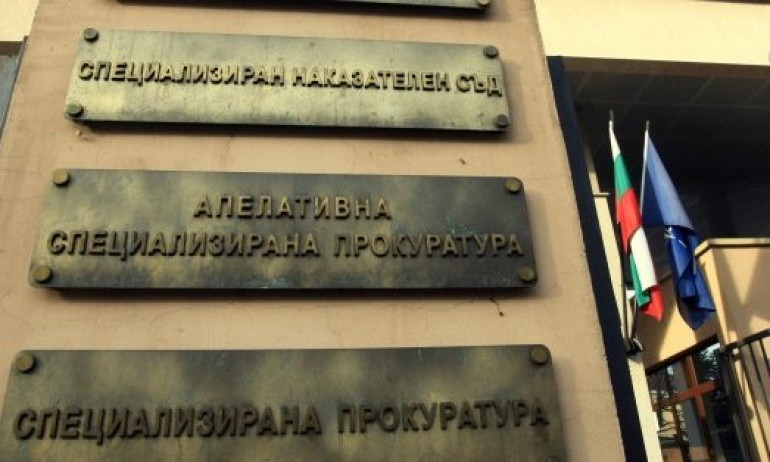 СПЕЦИАЛИЗИРАН НАКАЗАТЕЛЕН СЪД
АПЕЛАТИВНА
СПЕЦИАЛИЗИРАНА ПРОКУРАТУРА
СПЕЦИАЛИЗИРАНА ПРОКУРАТУРА